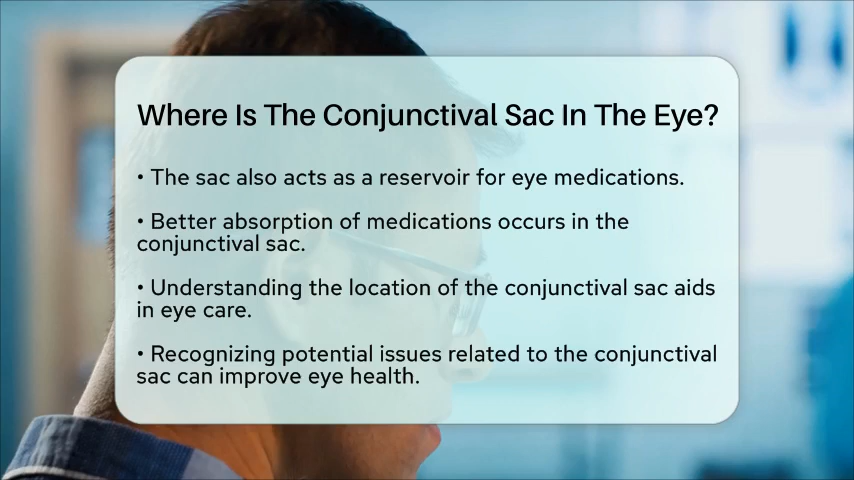 Where Is The Conjunctival Sac In The Eye?
• The sac also acts as a reservoir for eye medications.
• Better absorption of medications occurs in the
conjunctival sac.
• Understanding the location of the conjunctival sac aids
in eye care.
• Recognizing potential issues related to the conjunctival
sac can improve eye health.